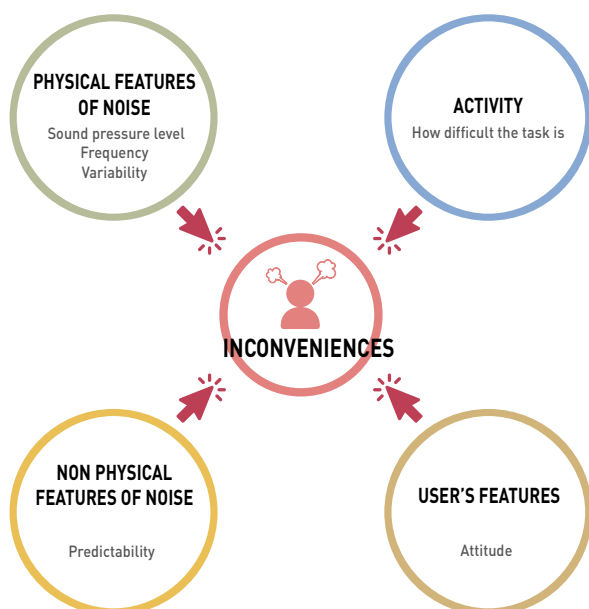 PHYSICAL FEATURES
OF NOISE
Sound pressure level
Frequency
Variability
ACTIVITY
How difficult the task is
INCONVENIENCES
NON PHYSICAL
FEATURES OF NOISE
Predictability
USER'S FEATURES
Attitude